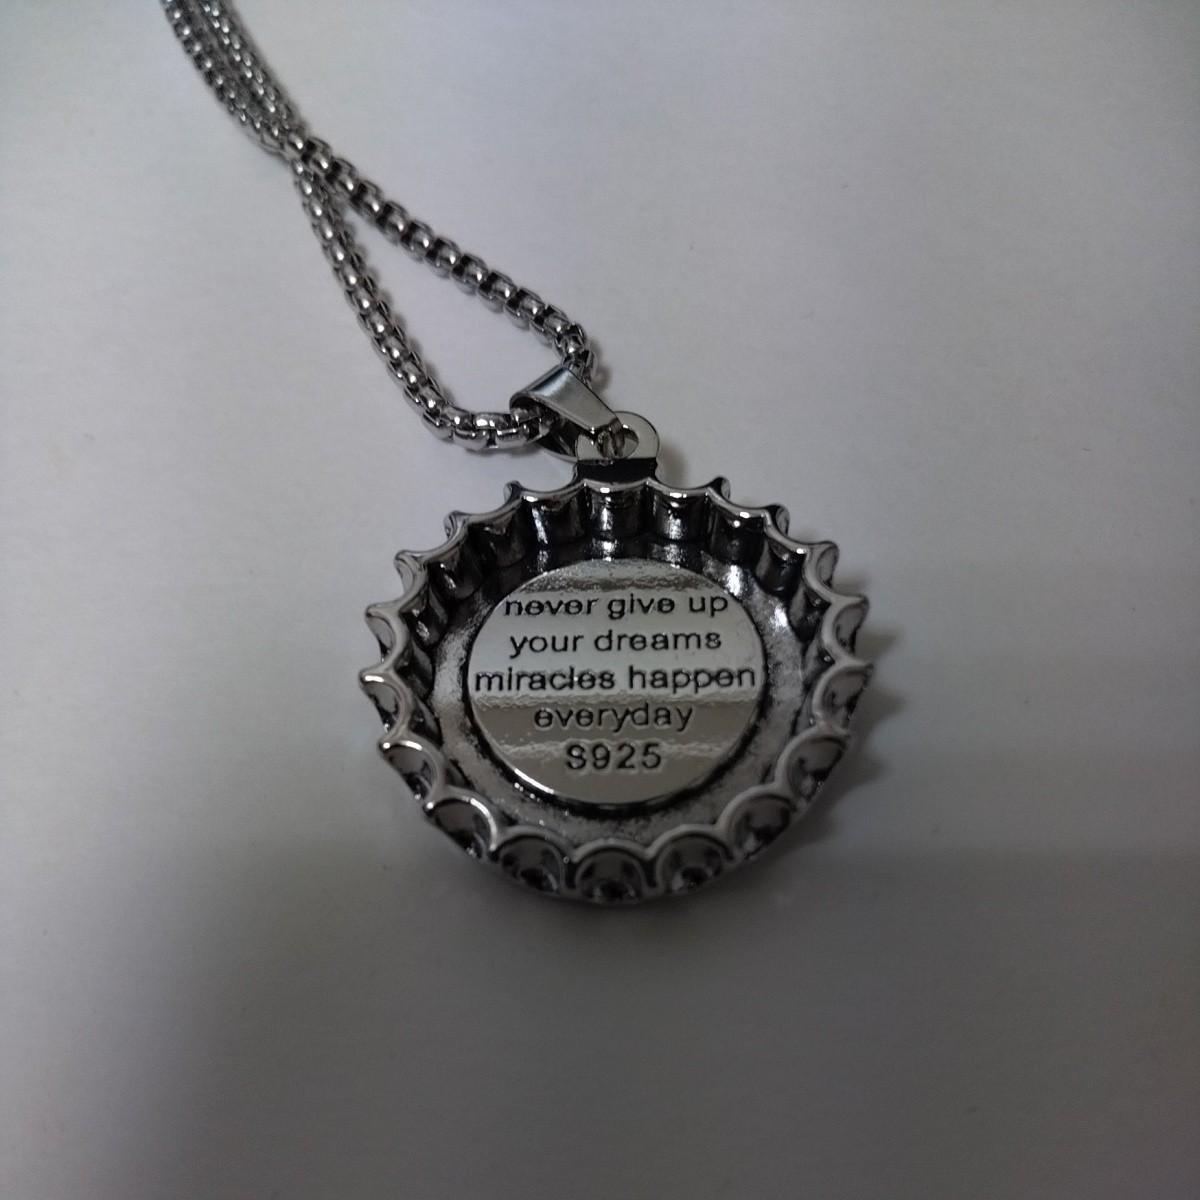 never give up
your dreams
miracles happen
everyday
S925